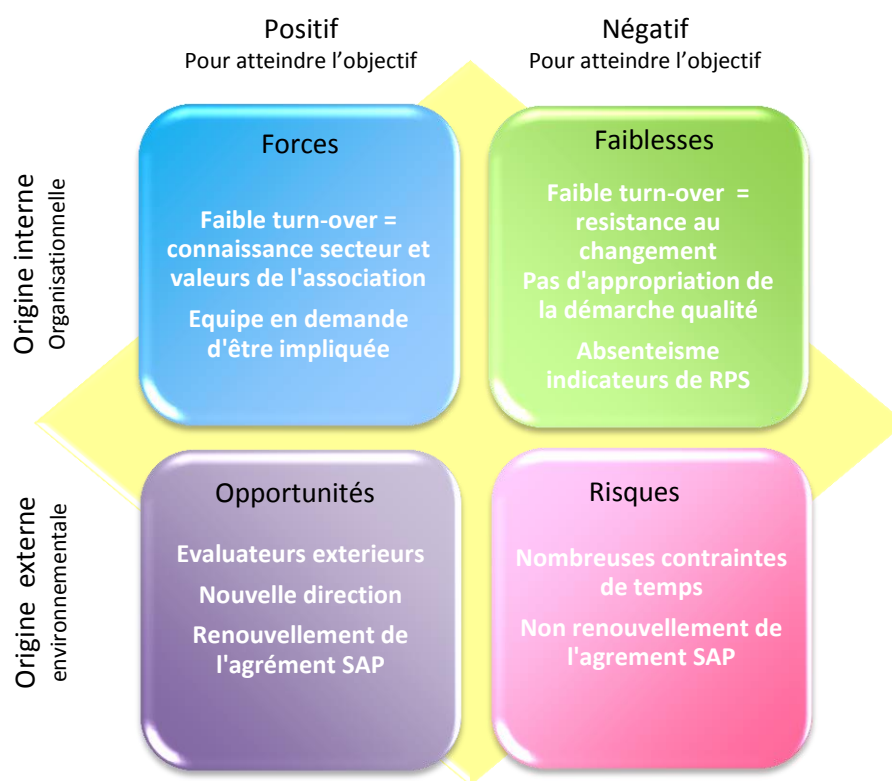 Positif
Pour atteindre l'objectif
Négatif
Pour atteindre l'objectif
Origine interne
Organisationnelle
Forces
Faible turn-over =
connaissance secteur et
valeurs de l'association
Equipe en demande
d'être impliquée
Faiblesses
Faible turn-over =
resistance au
changement
Pas d'appropriation de
la démarche qualité
Absenteisme
indicateurs de RPS
Origine externe
environnementale
Opportunités
Evaluateurs exterieurs
Nouvelle direction
Renouvellement de
l'agrément SAP
Risques
Nombreuses contraintes
de temps
Non renouvellement de
l'agrement SAP